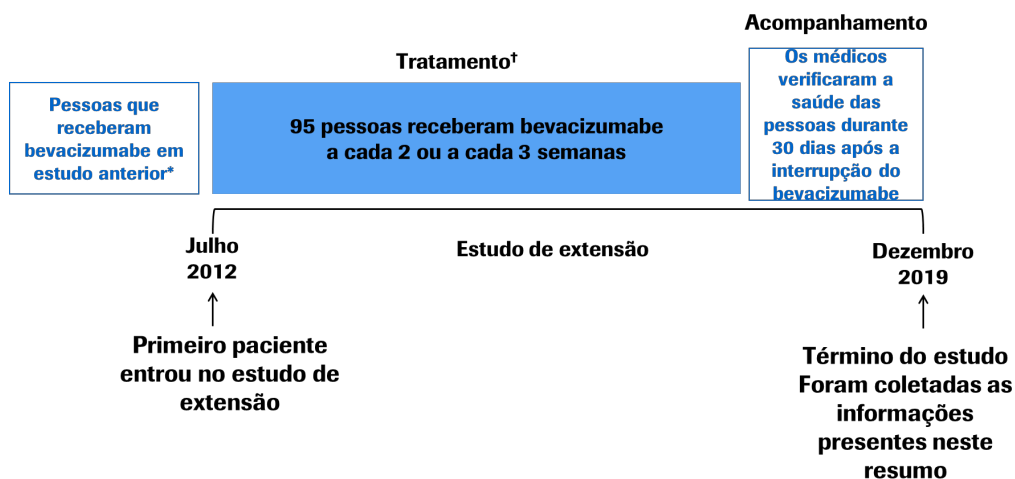 Acompanhamento
Tratamento†
Pessoas que
receberam
bevacizumabe em
estudo anterior*
95 pessoas receberam bevacizumabe
a cada 2 ou a cada 3 semanas
Os médicos
verificaram a
saúde das
pessoas durante
30 dias após a
interrupção do
bevacizumabe
Julho
2012
Estudo de extensão
Dezembro
2019
Primeiro paciente
entrou no estudo de
extensão
Término do estudo
Foram coletadas as
informações
presentes neste
resumo